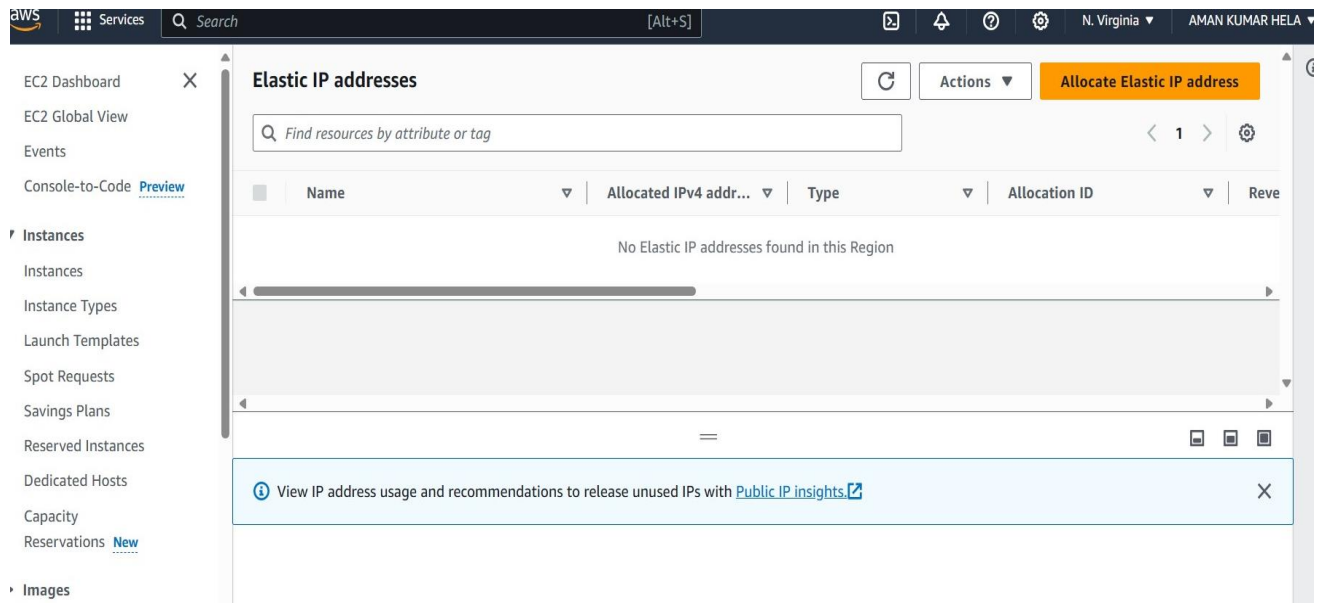 aws Services Search [Alt+S] N. Virginia ▼ AMAN KUMAR HELA ▼
EC2 Dashboard
EC2 Global View
Events
Console-to-Code Preview
Instances
Instances
Instance Types
Launch Templates
Spot Requests
Savings Plans
Reserved Instances
Dedicated Hosts
Capacity
Reservations New
Images
Elastic IP addresses
Actions ▼ Allocate Elastic IP address
Find resources by attribute or tag
1
Name Allocated IPv4 addr... Type Allocation ID Reve
No Elastic IP addresses found in this Region
View IP address usage and recommendations to release unused IPs with Public IP insights.